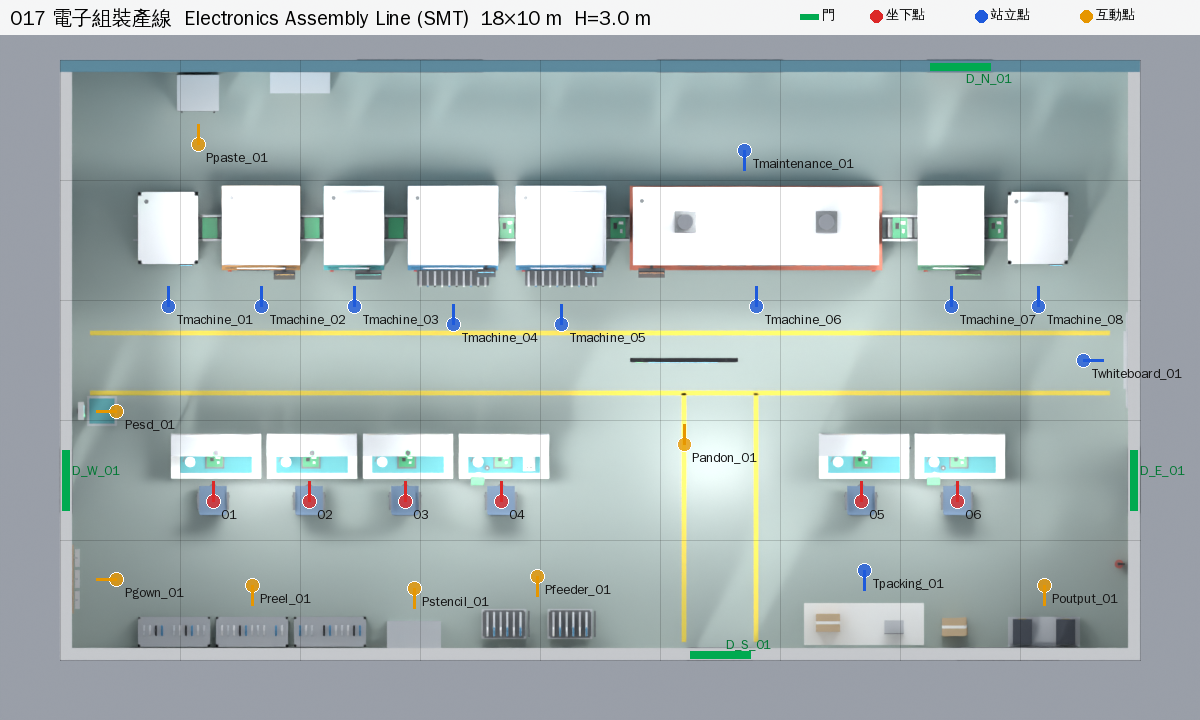 017 電子組裝產線 Electronics Assembly Line (SMT) 18×10 m H=3.0 m
門
坐下點
站立點
互動點
D_N_01
Ppaste_01
Tmaintenance_01
Tmachine_01
Tmachine_02
Tmachine_03
Tmachine_04
Tmachine_05
Tmachine_06
Tmachine_07
Tmachine_08
Twhiteboard_01
Pesd_01
Pandon_01
D_W_01
D_E_01
01
02
03
04
05
06
Pgown_01
Preel_01
Pstencil_01
Pfeeder_01
Tpacking_01
Poutput_01
D_S_01